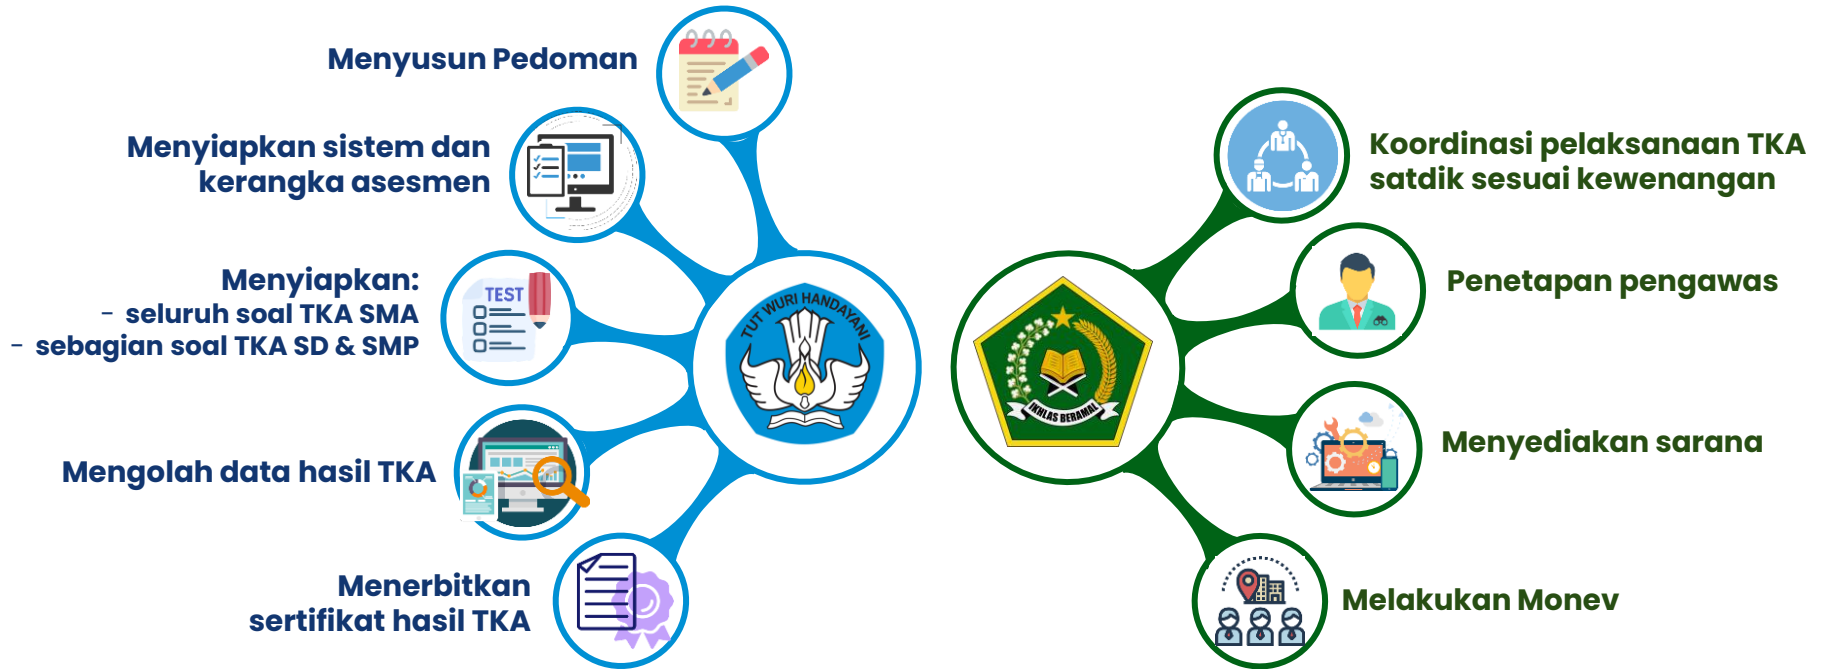 Menyusun Pedoman
Menyiapkan sistem dan
kerangka asesmen
Menyiapkan:
- seluruh soal TKA SMA
- sebagian soal TKA SD & SMP
TEST
Mengolah data hasil TKA
Menerbitkan
sertifikat hasil TKA
TUT WURI HANDAYANI
IKHLAS BERAMAL
Koordinasi pelaksanaan TKA
satdik sesuai kewenangan
Penetapan pengawas
Menyediakan sarana
Melakukan Monev